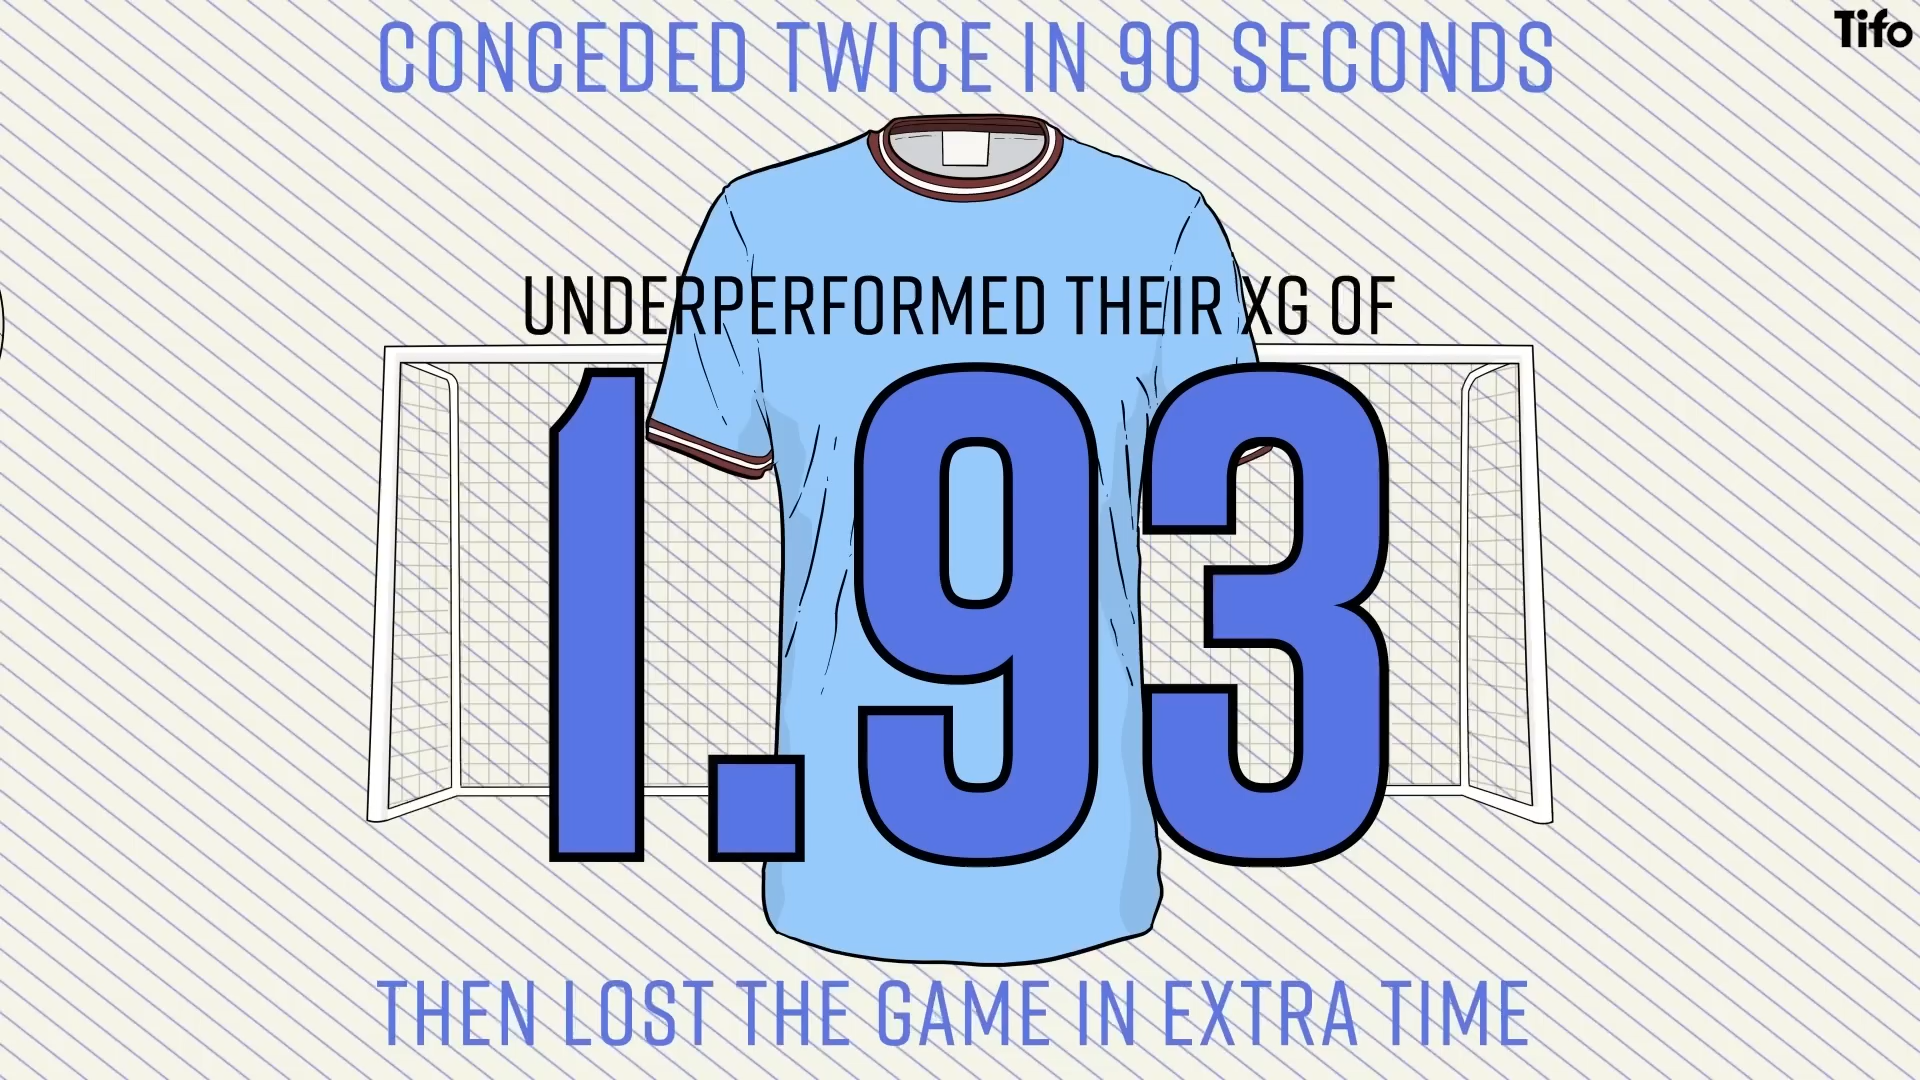 Tifo
CONCEDED TWICE IN 90 SECONDS
UNDERPERFORMED THEIR XG OF
1.93
THEN LOST THE GAME IN EXTRA TIME